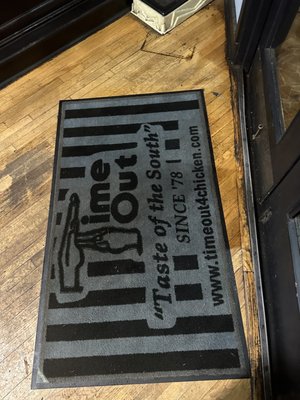 Time
Out
"Taste of the South"
SINCE '78
www.timeout4chicken.com